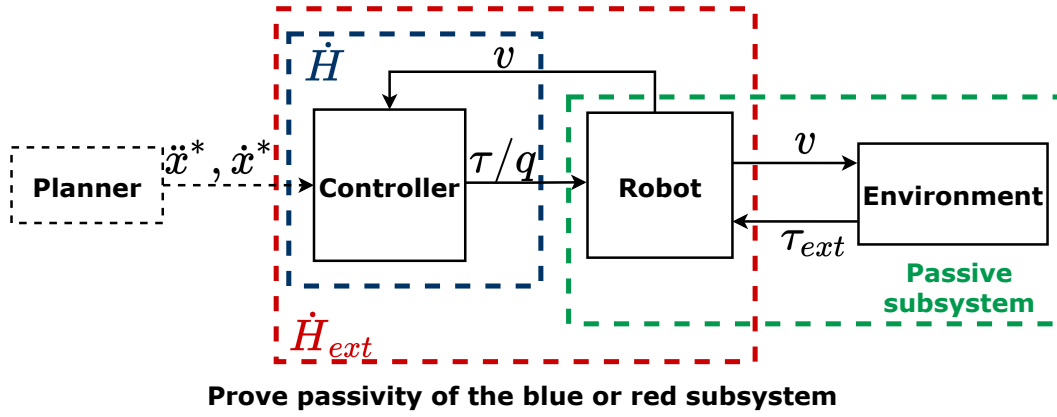 Ḣ
v
ẍ*, ẋ*
τ/q
v
Planner
Controller
Robot
Environment
τ_ext
Passive
subsystem
Ḣ_ext
Prove passivity of the blue or red subsystem